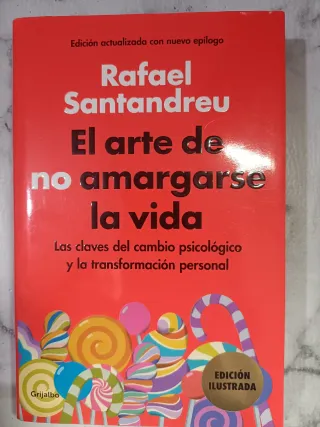 Edición actualizada con nuevo epílogo
Rafael
Santandreu
El arte de
no amargarse
la vida
Las claves del cambio psicológico
y la transformación personal
Grijalbo
EDICIÓN
ILUSTRADA